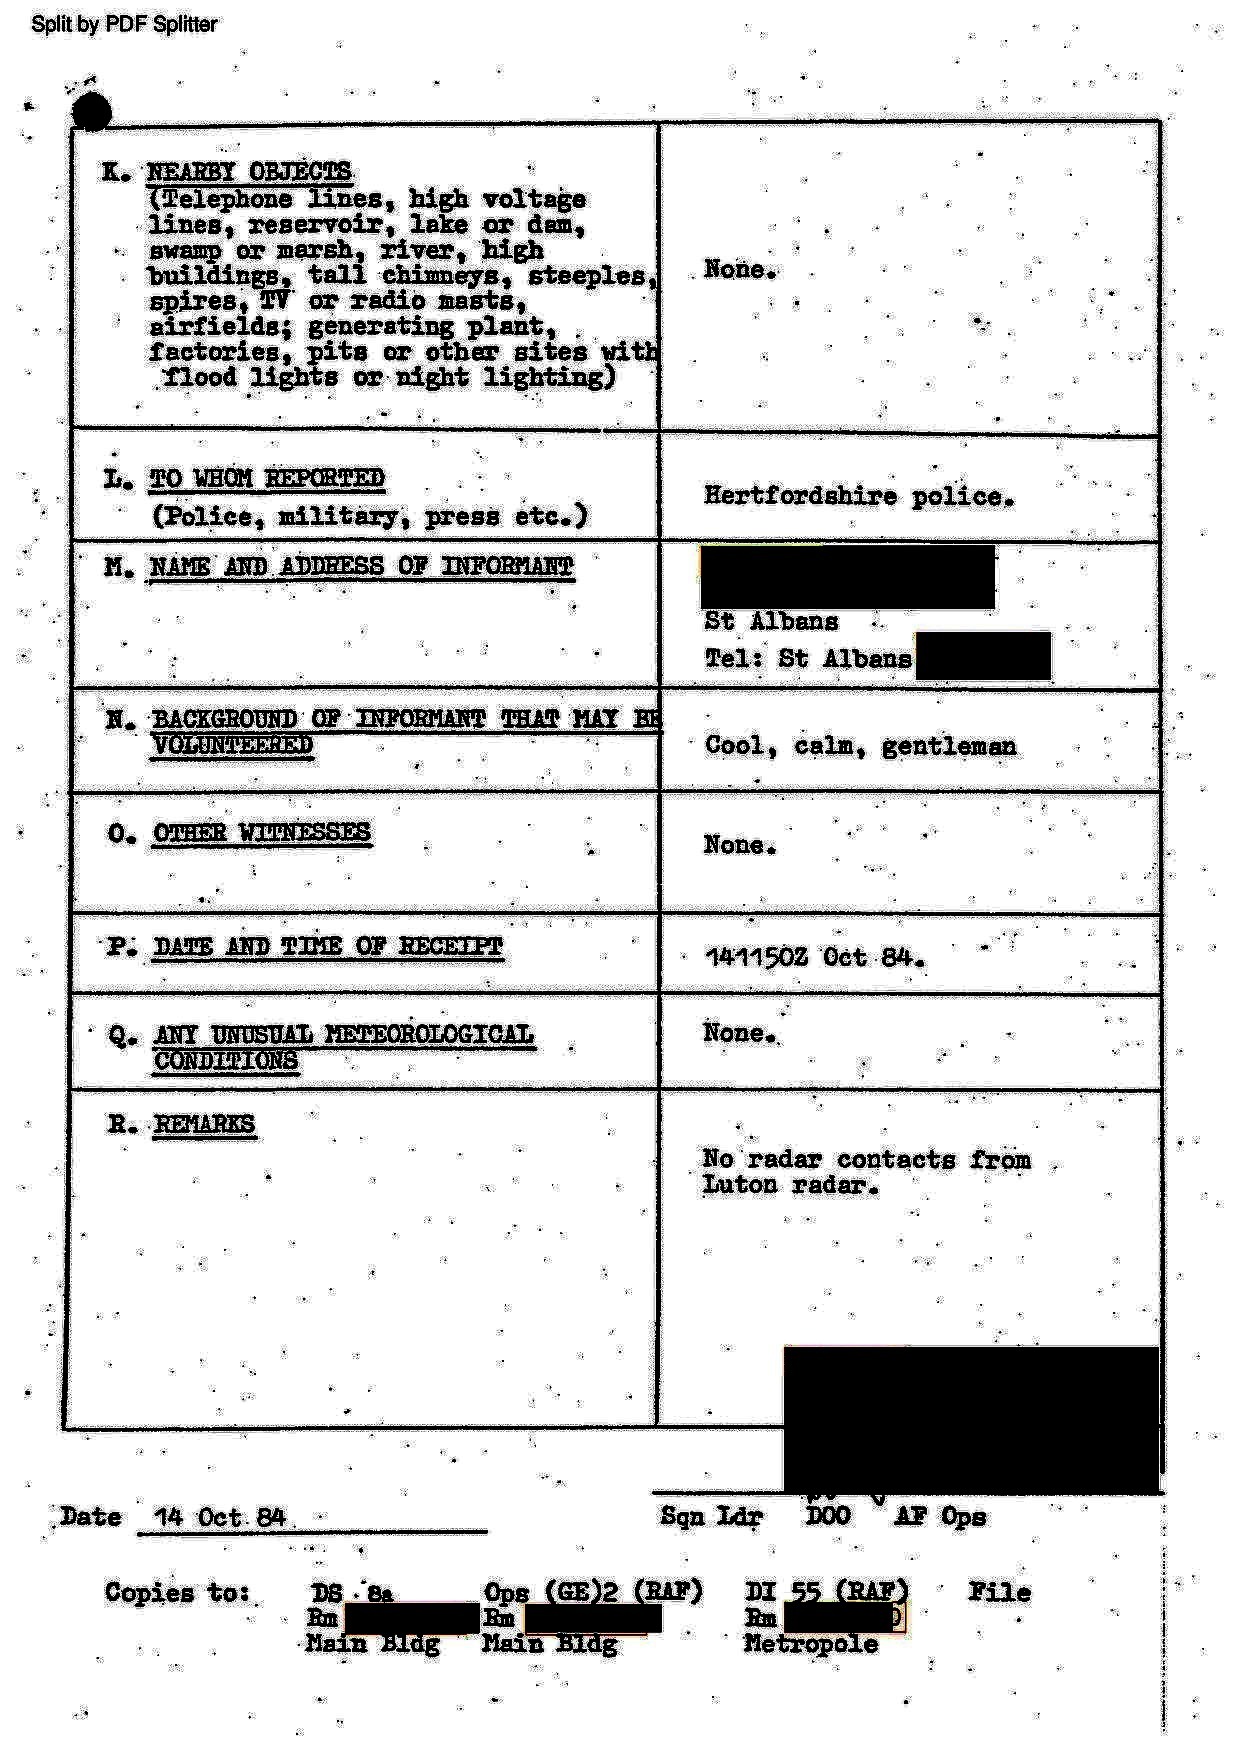 Split by PDF Splitter
K. NEARBY OBJECTS
(Telephone lines, high voltage
lines, reservoir, lake or dam,
swamp or marsh, river, high
buildings, tall chimneys, steeples,
spires, TV or radio masts,
airfields; generating plant,
factories, pits or other sites with
flood lights or night lighting)
None.
L. TO WHOM REPORTED
(Police, military, press etc.)
Hertfordshire police.
M. NAME AND ADDRESS OF INFORMANT
St Albans
Tel: St Albans
N. BACKGROUND OF INFORMANT THAT MAY BE
VOLUNTEERED
Cool, calm, gentleman
O. OTHER WITNESSES
None.
P. DATE AND TIME OF RECEIPT
141150Z Oct 84.
Q. ANY UNUSUAL METEOROLOGICAL
CONDITIONS
None.
R. REMARKS
No radar contacts from
Luton radar.
Date 14 Oct 84
Sqn Ldr DOO AF Ops
Copies to: DS 8a Ops (GE)2 (RAF) DI 55 (RAF) File
Rm Rm Rm
Main Bldg Main Bldg Metropole